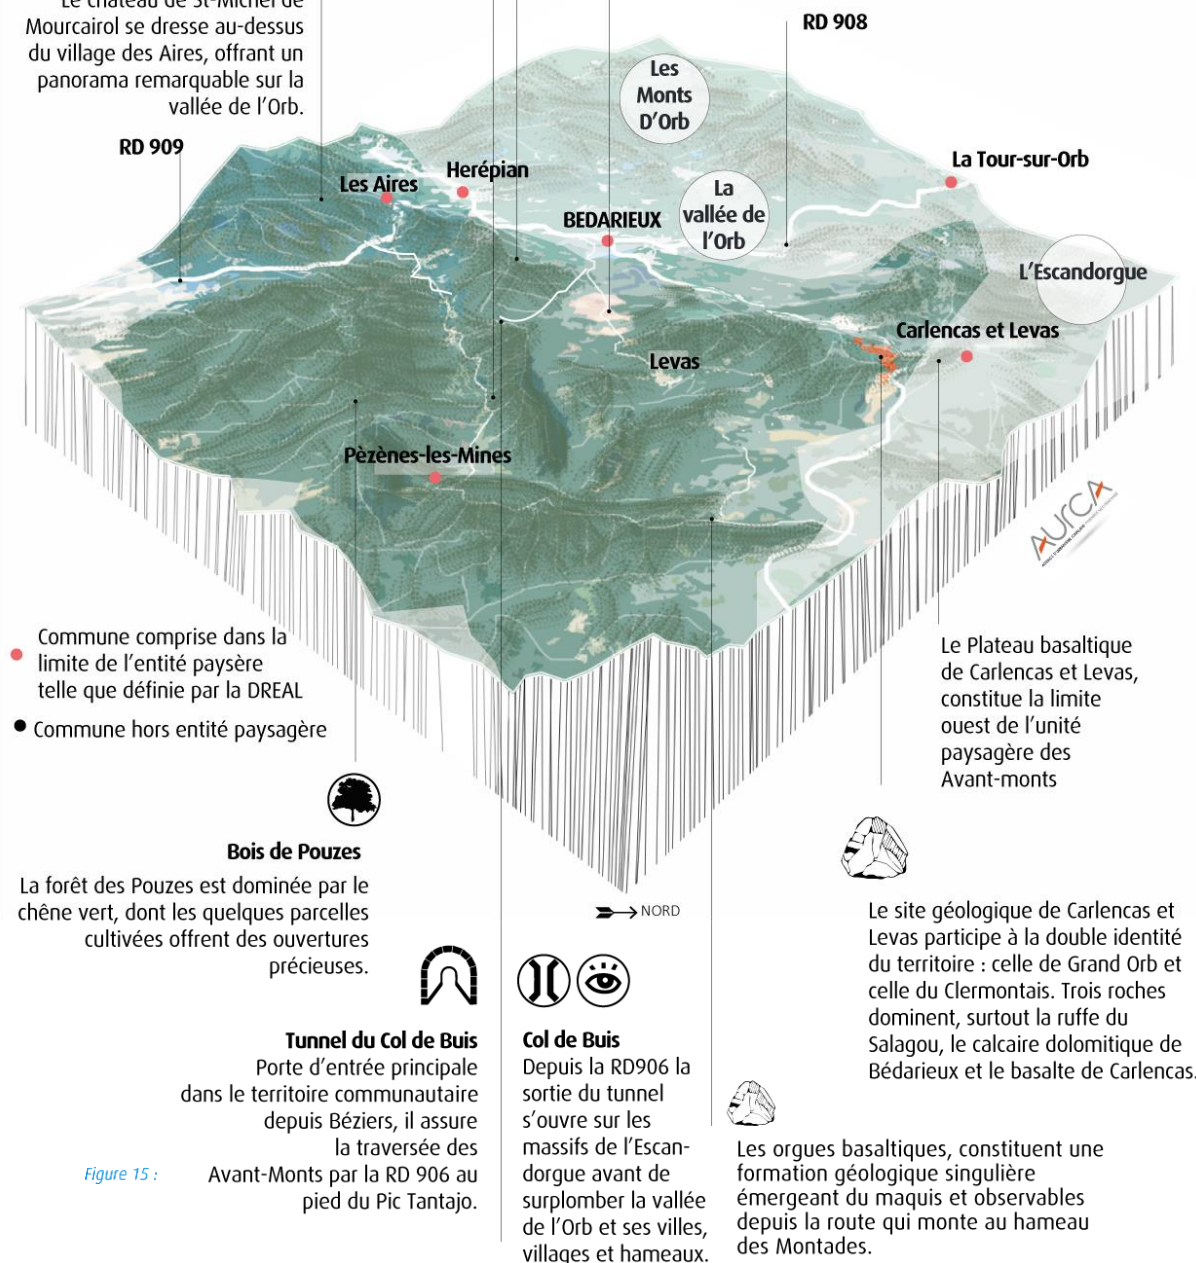 Le château de St-Michel de
Mourcairol se dresse au-dessus
du village des Aires, offrant un
panorama remarquable sur la
vallée de l'Orb.
RD 908
Les
Monts
D'Orb
RD 909
Les Aires
Herépian
La Tour-sur-Orb
BEDARIEUX
La
vallée de
l'Orb
L'Escandorgue
Carlencas et Levas
Levas
Pèzènes-les-Mines
AURCA
Commune comprise dans la
limite de l'entité paysère
telle que définie par la DREAL
Commune hors entité paysagère
Le Plateau basaltique
de Carlencas et Levas,
constitue la limite
ouest de l'unité
paysagère des
Avant-monts
Bois de Pouzes
La forêt des Pouzes est dominée par le
chêne vert, dont les quelques parcelles
cultivées offrent des ouvertures
précieuses.
NORD
Le site géologique de Carlencas et
Levas participe à la double identité
du territoire : celle de Grand Orb et
celle du Clermontais. Trois roches
dominent, surtout la ruffe du
Salagou, le calcaire dolomitique de
Bédarieux et le basalte de Carlencas.
Tunnel du Col de Buis
Porte d'entrée principale
dans le territoire communautaire
depuis Béziers, il assure
la traversée des
Avant-Monts par la RD 906 au
pied du Pic Tantajo.
Figure 15 :
Col de Buis
Depuis la RD906 la
sortie du tunnel
s'ouvre sur les
massifs de l'Escan-
dorgue avant de
surplomber la vallée
de l'Orb et ses villes,
villages et hameaux.
Les orgues basaltiques, constituent une
formation géologique singulière
émergeant du maquis et observables
depuis la route qui monte au hameau
des Montades.